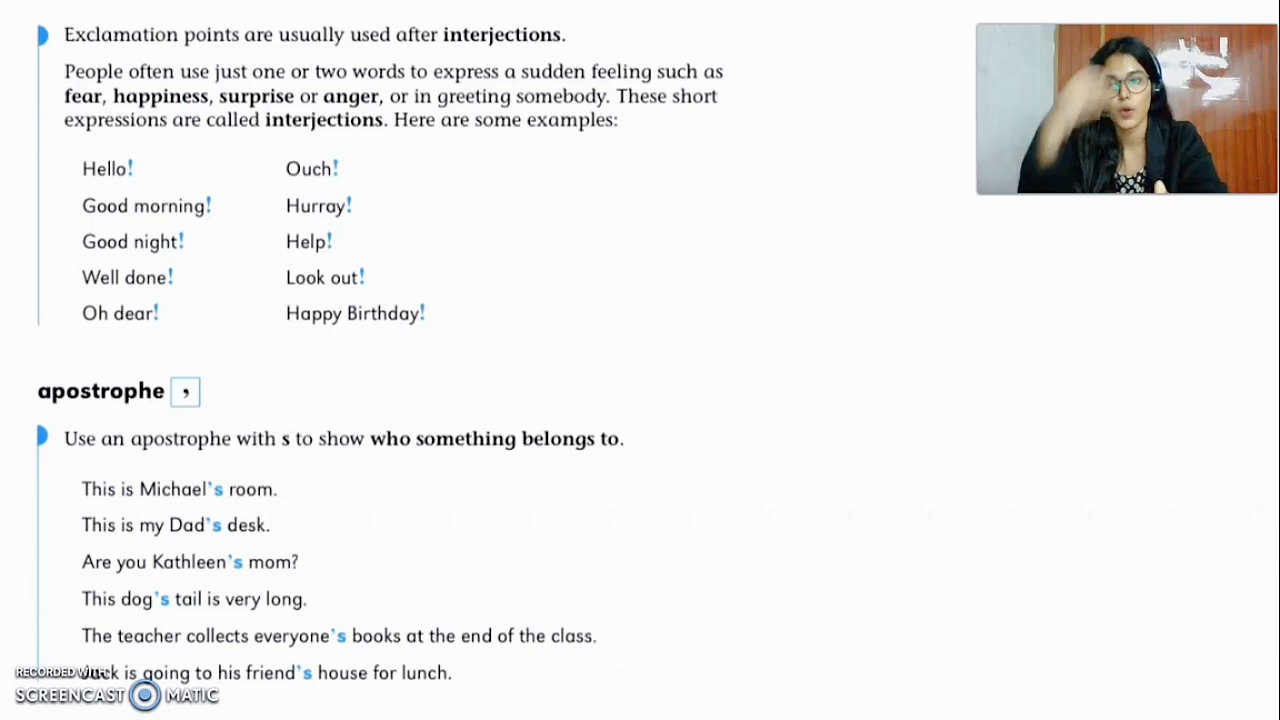 Exclamation points are usually used after interjections.
People often use just one or two words to express a sudden feeling such as
fear, happiness, surprise or anger, or in greeting somebody. These short
expressions are called interjections. Here are some examples:
Hello! Ouch!
Good morning! Hurray!
Good night! Help!
Well done! Look out!
Oh dear! Happy Birthday!
apostrophe ,
Use an apostrophe with s to show who something belongs to.
This is Michael's room.
This is my Dad's desk.
Are you Kathleen's mom?
This dog's tail is very long.
The teacher collects everyone's books at the end of the class.
Jack is going to his friend's house for lunch.
RECORDED WITH
SCREENCAST MATIC